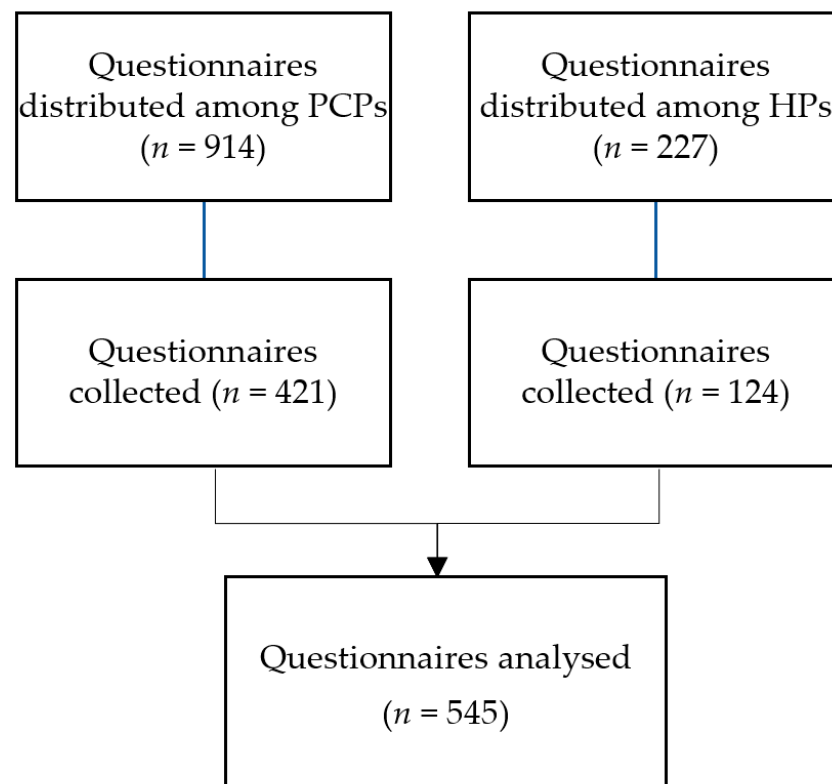 Questionnaires
distributed among PCPs
(n = 914)
Questionnaires
distributed among HPs
(n = 227)
Questionnaires
collected (n = 421)
Questionnaires
collected (n = 124)
Questionnaires analysed
(n = 545)